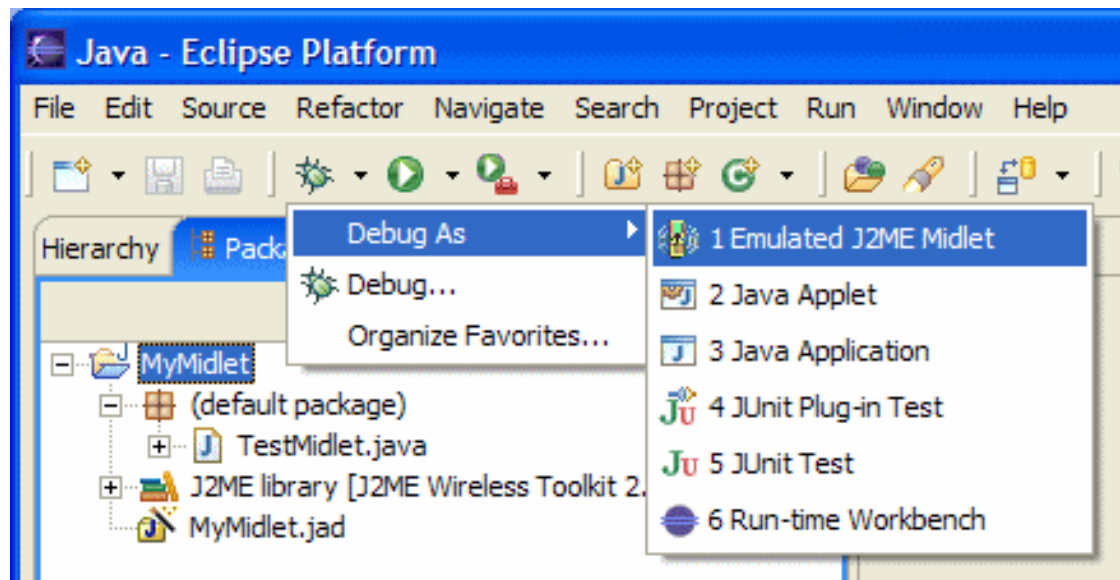 Java - Eclipse Platform
File Edit Source Refactor Navigate Search Project Run Window Help
Hierarchy
Debug As
Debug...
Organize Favorites...
1 Emulated J2ME Midlet
2 Java Applet
3 Java Application
4 JUnit Plug-in Test
5 JUnit Test
6 Run-time Workbench
MyMidlet
(default package)
TestMidlet.java
J2ME library [J2ME Wireless Toolkit 2.
MyMidlet.jad